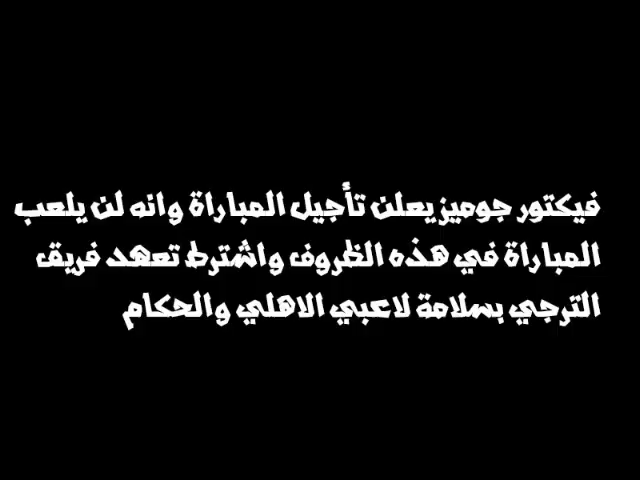 فيكتور جوميز يعلن تأجيل المباراة وانه لن يلعب
المباراة في هذه الظروف واشترط تعهد فريق
الترجي بسلامة لاعبي الاهلي والحكام